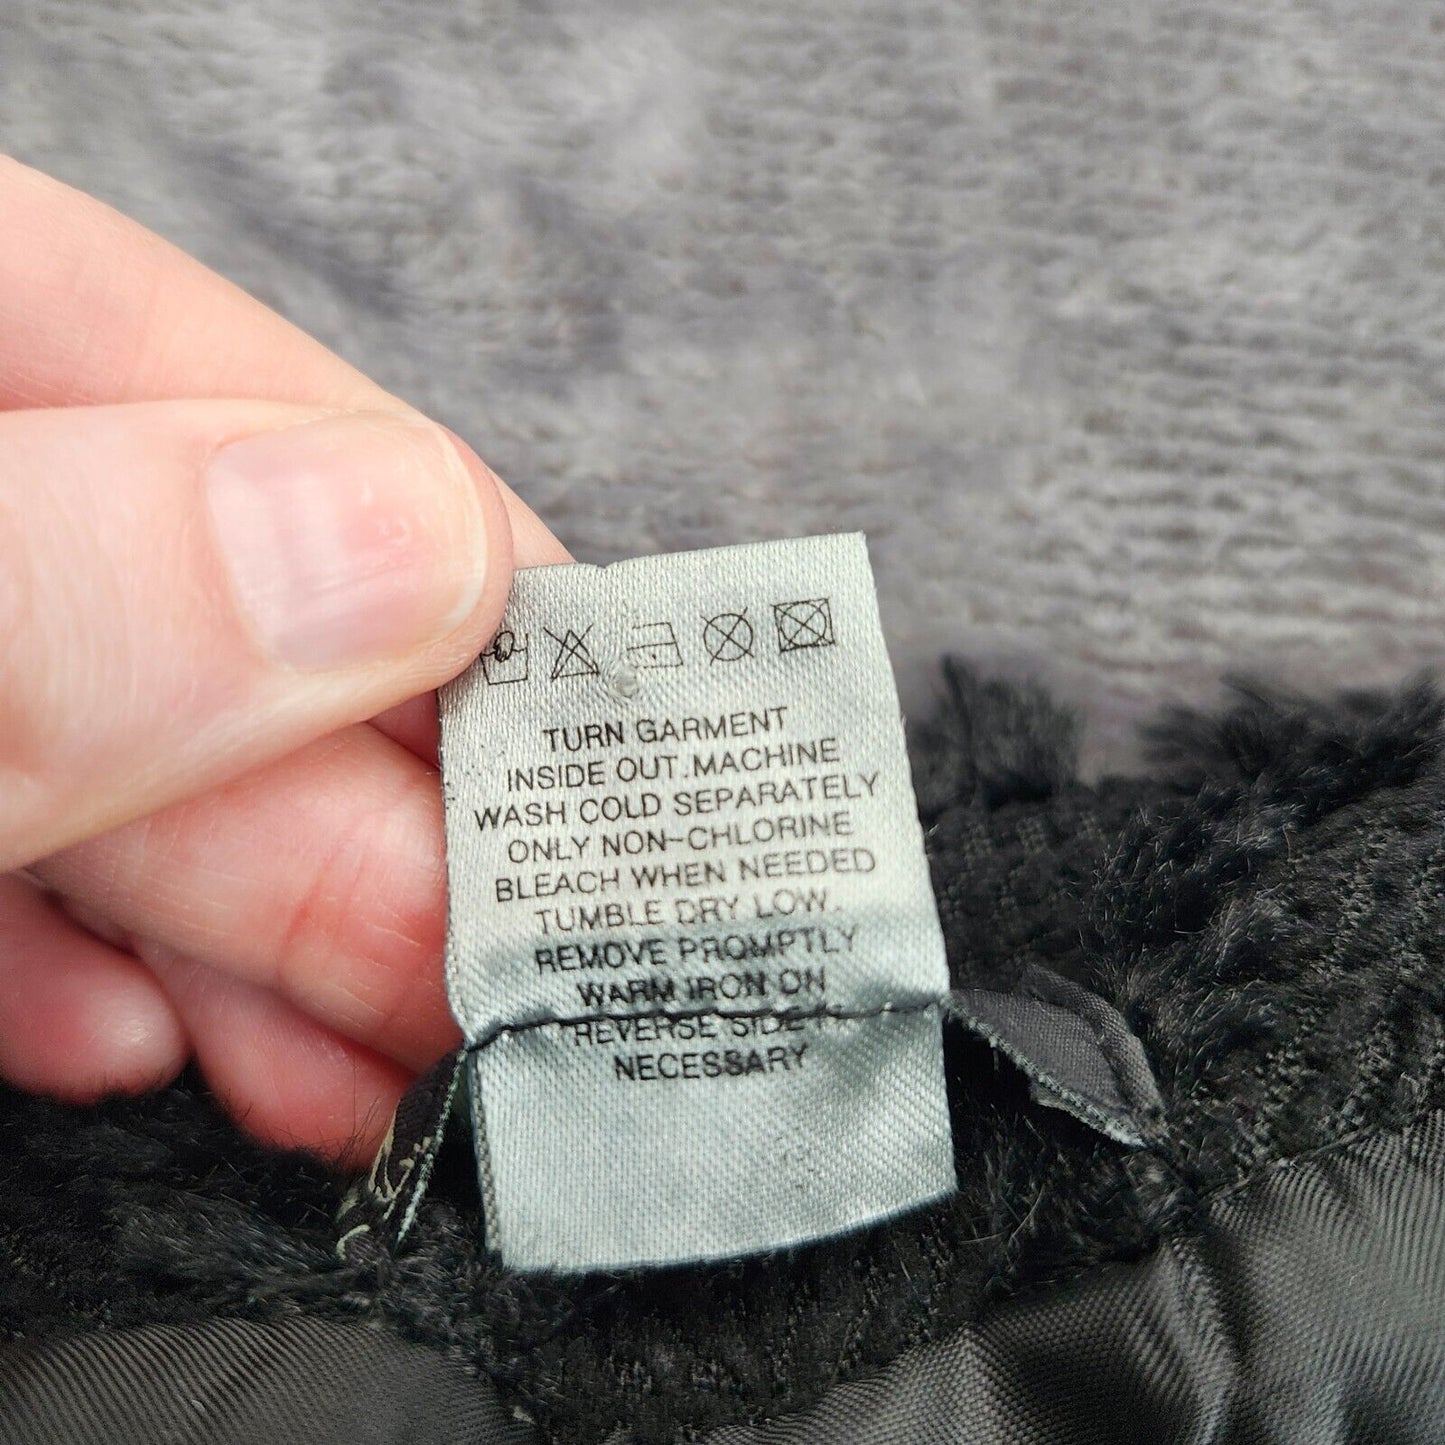 TURN GARMENT
INSIDE OUT.MACHINE
WASH COLD SEPARATELY
ONLY NON-CHLORINE
BLEACH WHEN NEEDED
TUMBLE DRY LOW.
REMOVE PROMPTLY
WARM IRON ON
REVERSE SIDE
NECESSARY